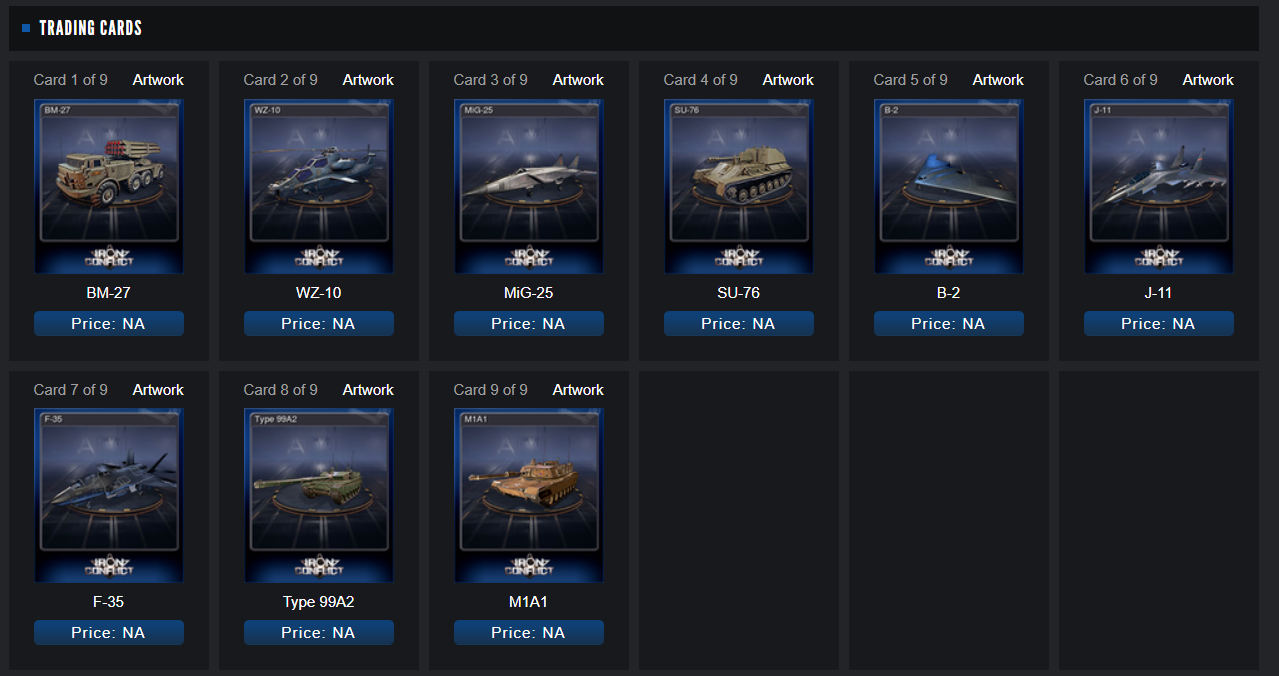 TRADING CARDS
Card 1 of 9 Artwork
BM-27
IRON CONFLICT
BM-27
Price: NA
Card 2 of 9 Artwork
WZ-10
IRON CONFLICT
WZ-10
Price: NA
Card 3 of 9 Artwork
MiG-25
IRON CONFLICT
MiG-25
Price: NA
Card 4 of 9 Artwork
SU-76
IRON CONFLICT
SU-76
Price: NA
Card 5 of 9 Artwork
B-2
IRON CONFLICT
B-2
Price: NA
Card 6 of 9 Artwork
J-11
IRON CONFLICT
J-11
Price: NA
Card 7 of 9 Artwork
F-35
IRON CONFLICT
F-35
Price: NA
Card 8 of 9 Artwork
Type 99A2
IRON CONFLICT
Type 99A2
Price: NA
Card 9 of 9 Artwork
M1A1
IRON CONFLICT
M1A1
Price: NA